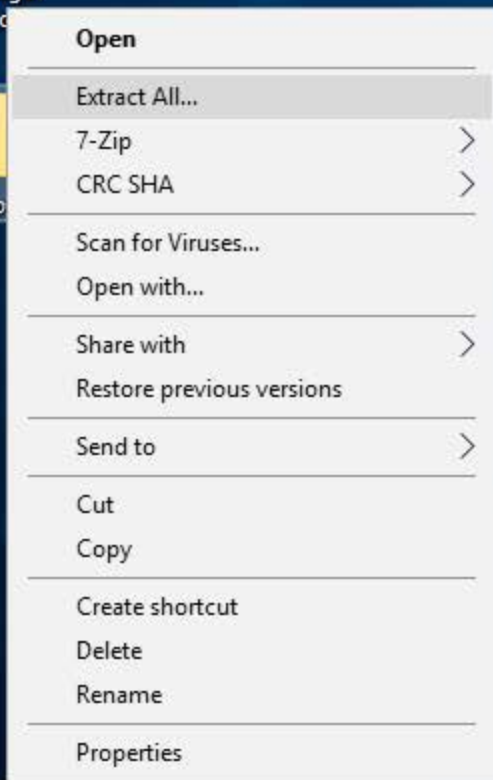 Open
Extract All...
7-Zip
CRC SHA
Scan for Viruses...
Open with...
Share with
Restore previous versions
Send to
Cut
Copy
Create shortcut
Delete
Rename
Properties